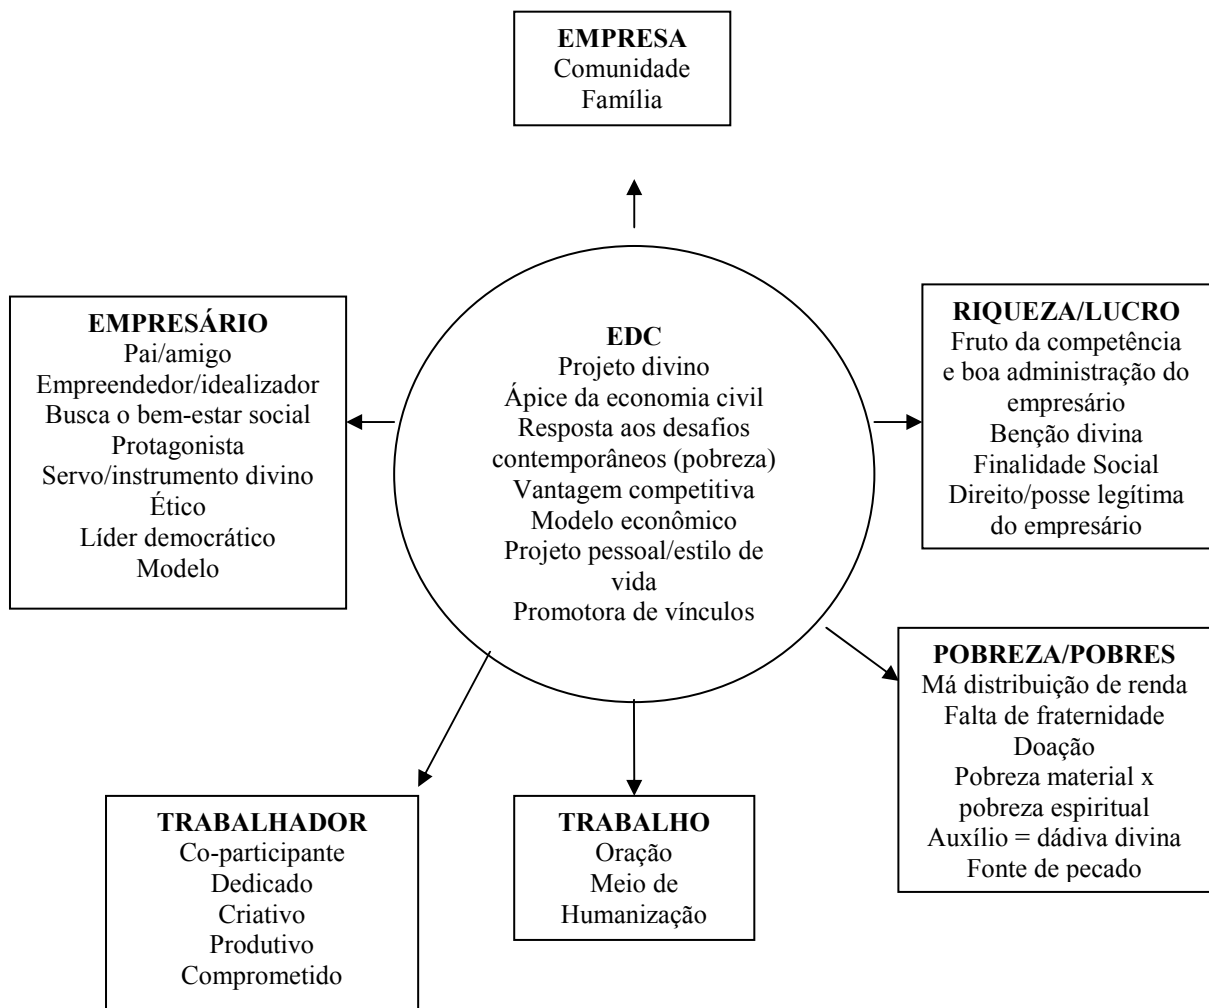 EMPRESA
Comunidade
Família
EMPRESÁRIO
Pai/amigo
Empreendedor/idealizador
Busca o bem-estar social
Protagonista
Servo/instrumento divino
Ético
Líder democrático
Modelo
EDC
Projeto divino
Ápice da economia civil
Resposta aos desafios
contemporâneos (pobreza)
Vantagem competitiva
Modelo econômico
Projeto pessoal/estilo de
vida
Promotora de vínculos
RIQUEZA/LUCRO
Fruto da competência
e boa administração do
empresário
Benção divina
Finalidade Social
Direito/posse legítima
do empresário
POBREZA/POBRES
Má distribuição de renda
Falta de fraternidade
Doação
Pobreza material x
pobreza espiritual
Auxílio = dádiva divina
Fonte de pecado
TRABALHADOR
Co-participante
Dedicado
Criativo
Produtivo
Comprometido
TRABALHO
Oração
Meio de
Humanização